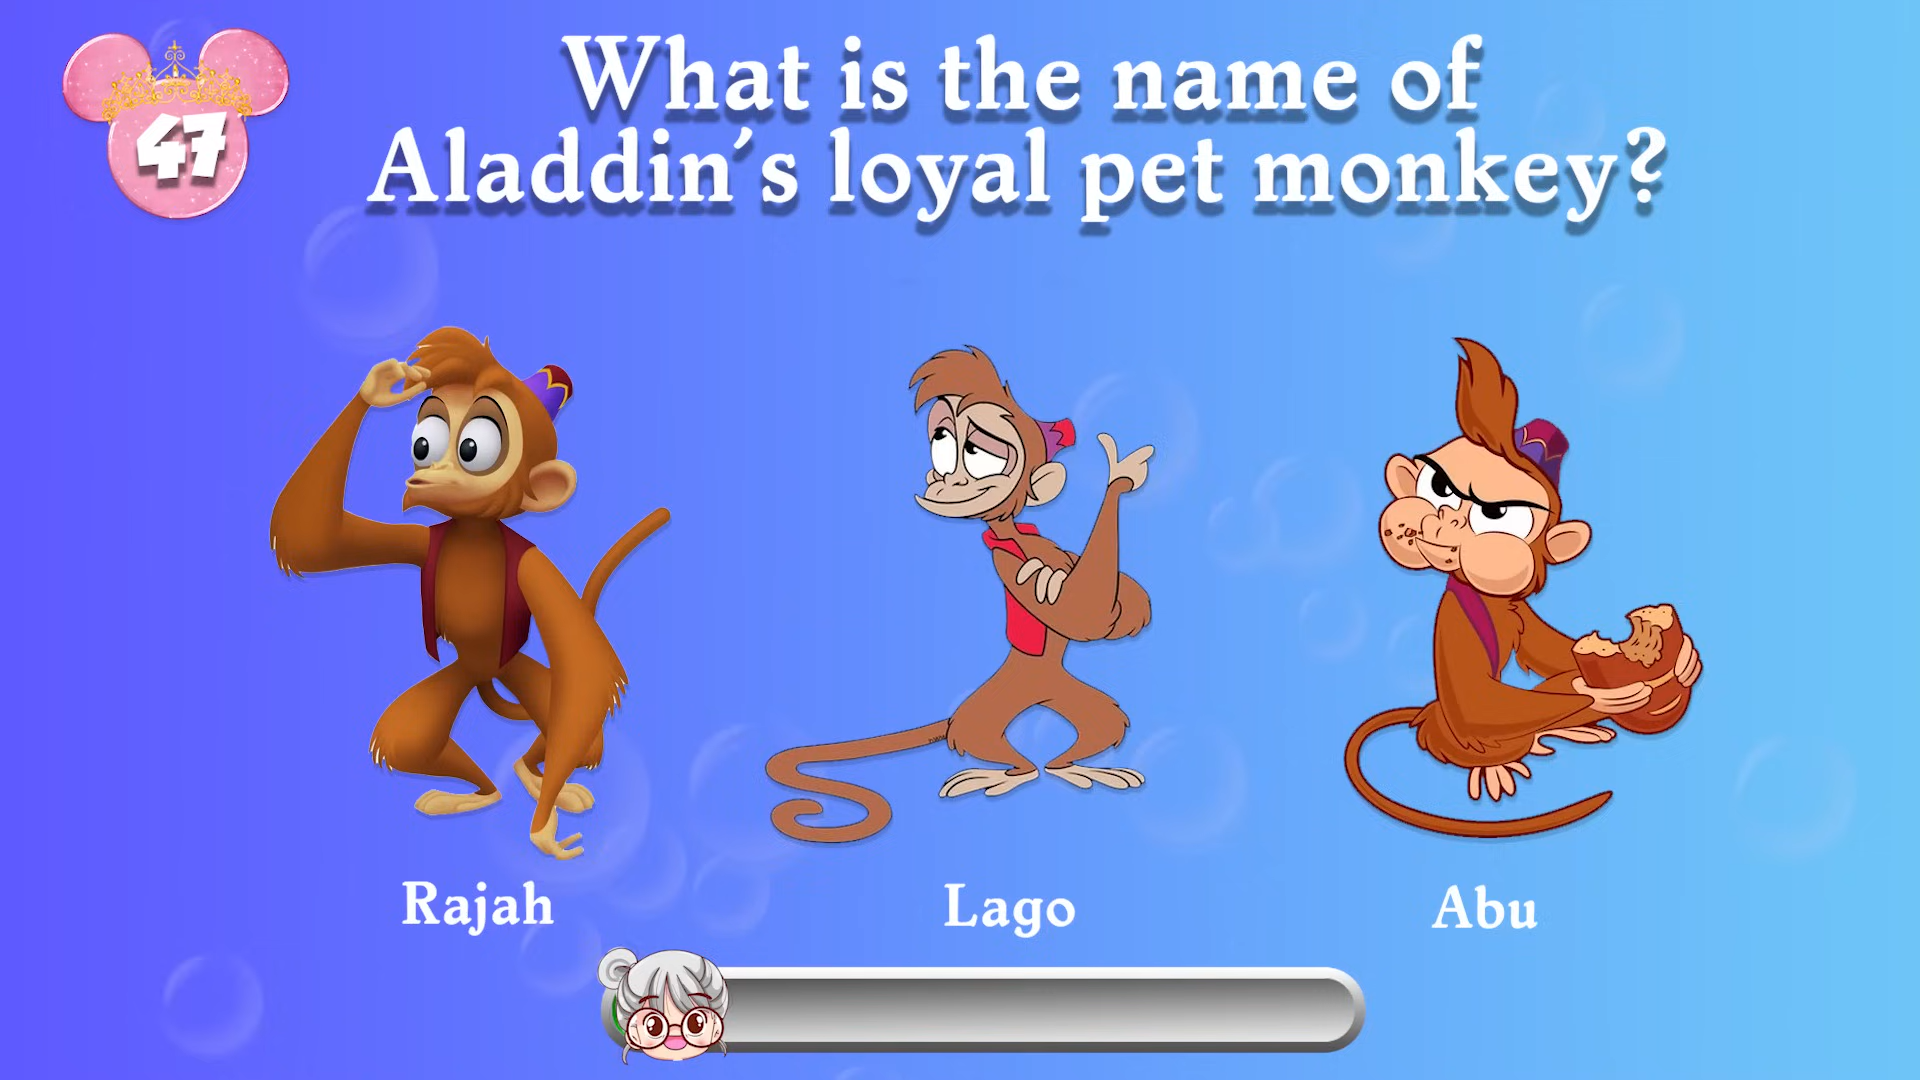 47
What is the name of
Aladdin's loyal pet monkey?
Rajah
Lago
Abu